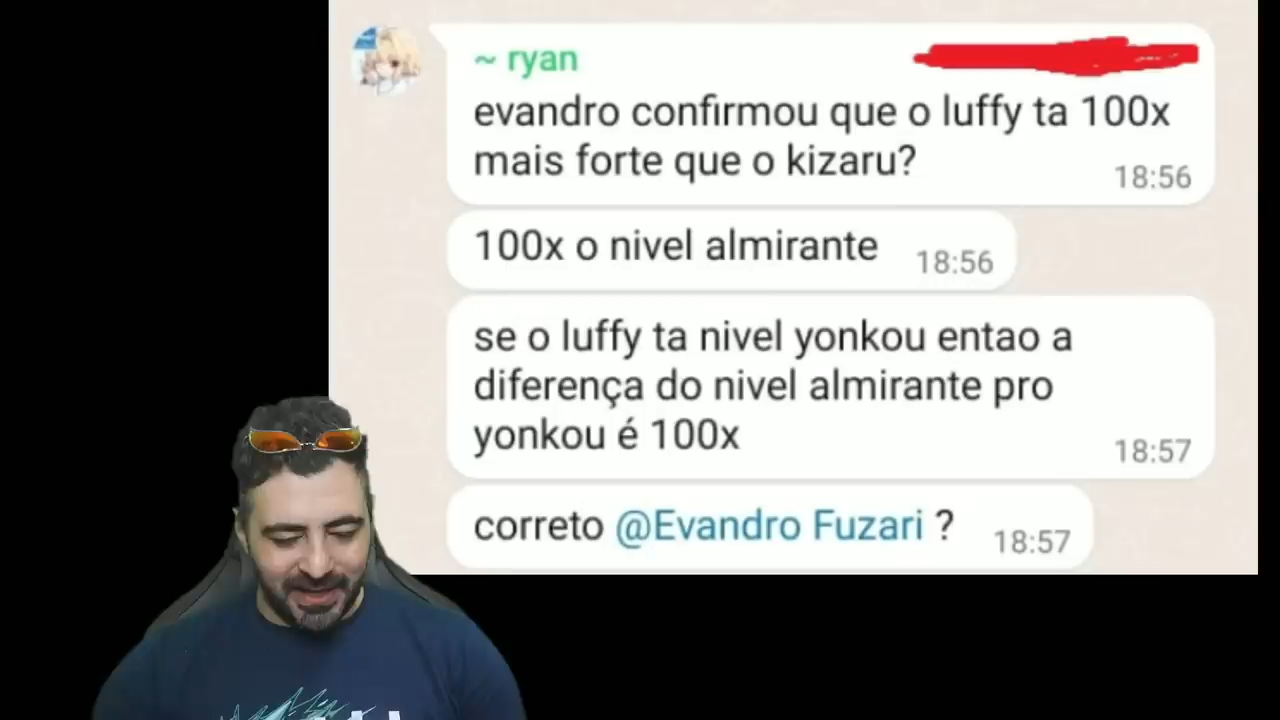 ~ ryan
evandro confirmou que o luffy ta 100x
mais forte que o kizaru?
18:56
100x o nivel almirante
18:56
se o luffy ta nivel yonkou entao a
diferença do nivel almirante pro
yonkou é 100x
18:57
correto @Evandro Fuzari ?
18:57